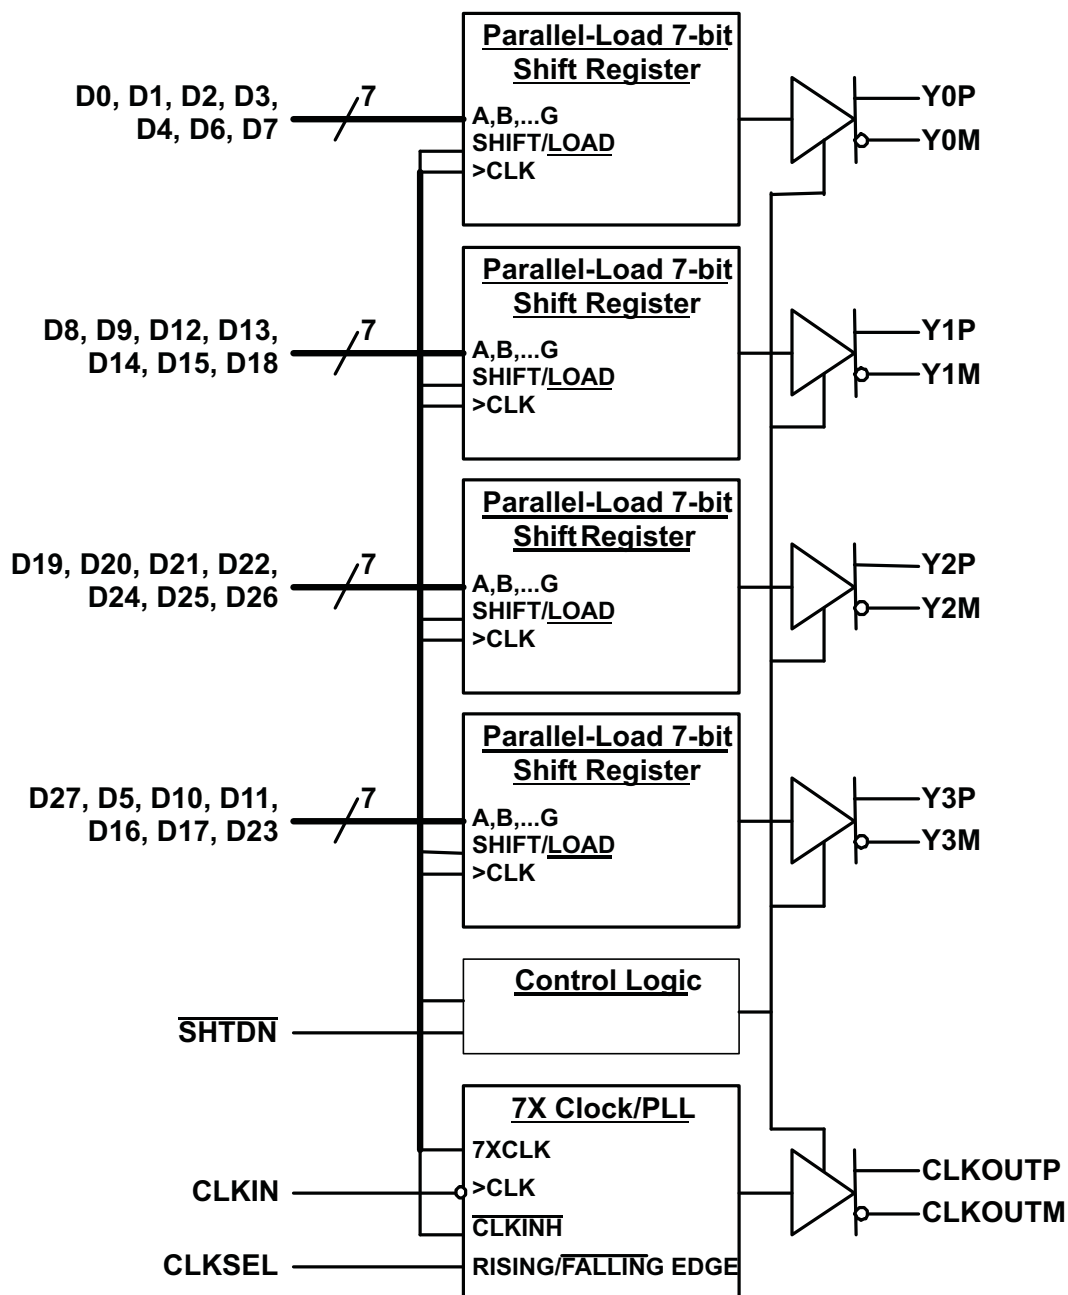 Parallel-Load 7-bit
Shift Register
D0, D1, D2, D3,
D4, D6, D7
7
A,B,...G
SHIFT/LOAD
>CLK
Y0P
Y0M
Parallel-Load 7-bit
Shift Register
D8, D9, D12, D13,
D14, D15, D18
7
A,B,...G
SHIFT/LOAD
>CLK
Y1P
Y1M
Parallel-Load 7-bit
Shift Register
D19, D20, D21, D22,
D24, D25, D26
7
A,B,...G
SHIFT/LOAD
>CLK
Y2P
Y2M
Parallel-Load 7-bit
Shift Register
D27, D5, D10, D11,
D16, D17, D23
7
A,B,...G
SHIFT/LOAD
>CLK
Y3P
Y3M
Control Logic
SHTDN
7X Clock/PLL
7XCLK
CLKIN
>CLK
CLKINH
CLKSEL
RISING/FALLING EDGE
CLKOUTP
CLKOUTM